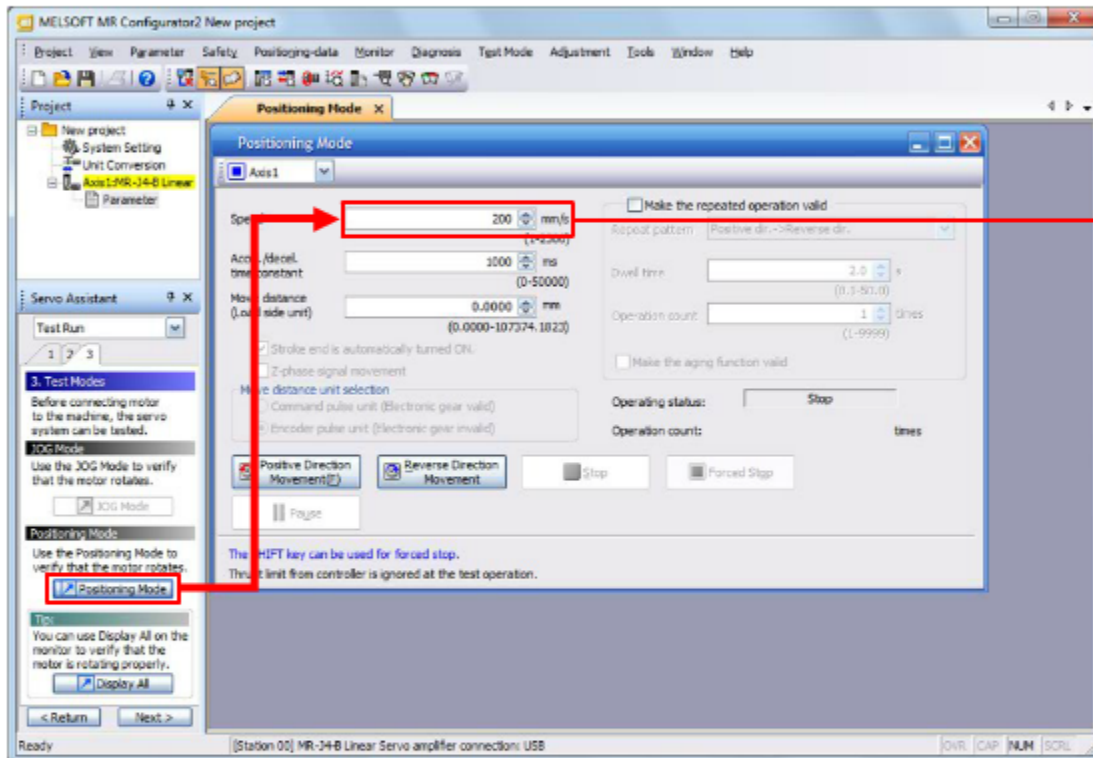 MELSOFT MR Configurator2 New project
Project View Parameter Safety Positioning-data Monitor Diagnosis Test Mode Adjustment Tools Window Help
Project
New project
System Setting
Unit Conversion
Axis1:MR-J4-B Linear
Parameter
Servo Assistant
Test Run
1 2 3
3. Test Modes
Before connecting motor
to the machine, the servo
system can be tested.
JOG Mode
Use the JOG Mode to verify
that the motor rotates.
JOG Mode
Positioning Mode
Use the Positioning Mode to
verify that the motor rotates.
Positioning Mode
Tip:
You can use Display All on the
monitor to verify that the
motor is rotating properly.
Display All
< Return Next >
Positioning Mode
Positioning Mode
Axis1
200 mm/s
time constant
1000 ms
(0-50000)
Move distance
(Load side unit)
0.0000 mm
(0.0000-107374.1823)
Stroke end is automatically turned ON.
Z-phase signal movement
Move distance unit selection
Command pulse unit (Electronic gear valid)
Encoder pulse unit (Electronic gear invalid)
Make the repeated operation valid
Repeat pattern Positive dir.->Reverse dir.
Dwell time 2.0 s
(0.1-50.0)
Operation count 1 times
(1-9999)
Make the aging function valid
Operating status: Stop
Operation count: times
Positive Direction
Movement(F)
Reverse Direction
Movement
Stop
Forced Stop
Pause
The SHIFT key can be used for forced stop.
Thrust limit from controller is ignored at the test operation.
Ready
[Station 00] MR-J4-B Linear Servo amplifier connection: USB
OVR CAP NUM SCRL